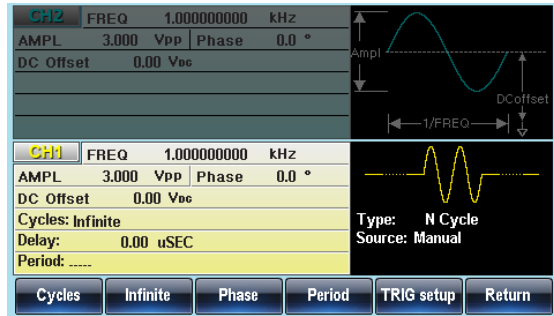 CH2 FREQ 1.000000000 kHz
AMPL 3.000 VPP Phase 0.0 °
DC Offset 0.00 VDC
Ampl
DCoffset
1/FREQ
CH1 FREQ 1.000000000 kHz
AMPL 3.000 VPP Phase 0.0 °
DC Offset 0.00 VDC
Cycles: Infinite
Delay: 0.00 uSEC
Period: -----
Type: N Cycle
Source: Manual
Cycles Infinite Phase Period TRIG setup Return